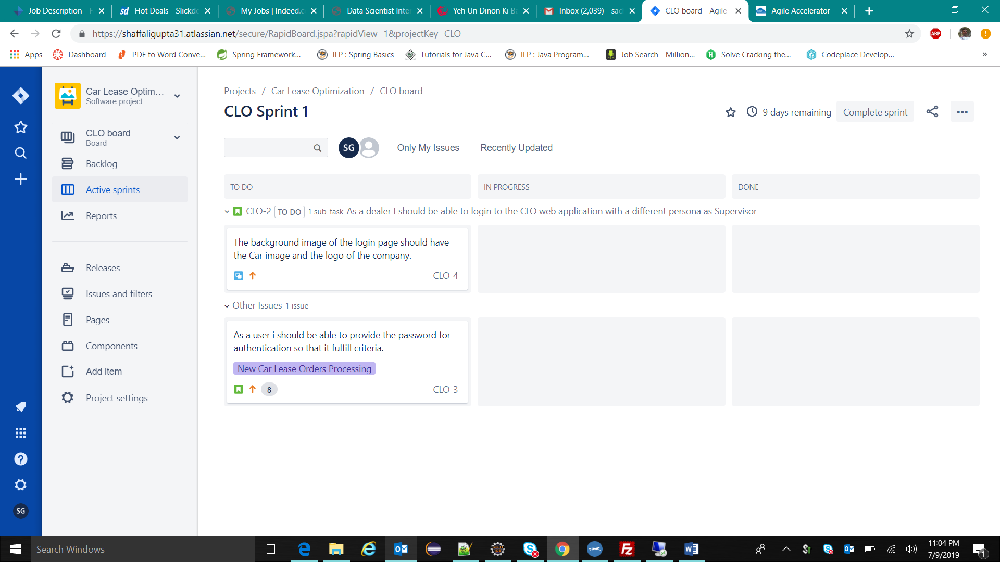 Job Description - F
sd Hot Deals - Slickde
My Jobs | Indeed.c
Data Scientist Inter
Yeh Un Dinon Ki Ba
Inbox (2,039) - sac
CLO board - Agile
Agile Accelerator
https://shaffaligupta31.atlassian.net/secure/RapidBoard.jspa?rapidView=1&projectKey=CLO
ABP
Apps
Dashboard
PDF to Word Conve...
Spring Framework...
ILP : Spring Basics
Tutorials for Java C...
ILP : Java Program...
Job Search - Million...
Solve Cracking the...
Codeplace Develop...
»
Car Lease Optim...
Software project
CLO board
Board
Backlog
Active sprints
Reports
Releases
Issues and filters
Pages
Components
Add item
Project settings
SG
Projects / Car Lease Optimization / CLO board
CLO Sprint 1
9 days remaining
Complete sprint
SG
Only My Issues
Recently Updated
TO DO
IN PROGRESS
DONE
CLO-2 TO DO 1 sub-task As a dealer I should be able to login to the CLO web application with a different persona as Supervisor
The background image of the login page should have
the Car image and the logo of the company.
CLO-4
Other Issues 1 issue
As a user i should be able to provide the password for
authentication so that it fulfill criteria.
New Car Lease Orders Processing
8
CLO-3
Search Windows
11:04 PM
7/9/2019
1